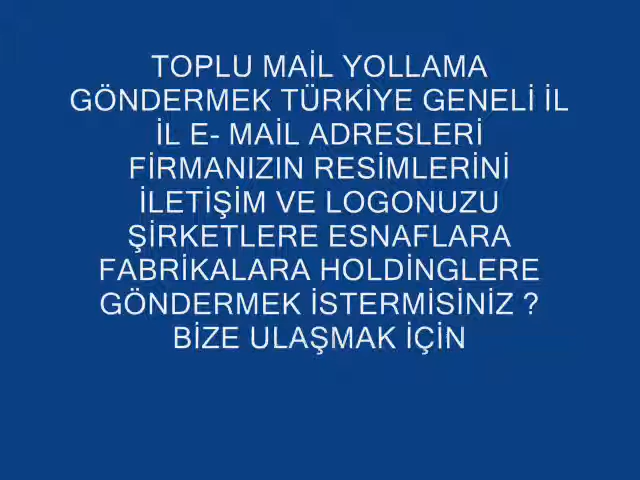 TOPLU MAİL YOLLAMA
GÖNDERMEK TÜRKİYE GENELİ İL
İL E- MAİL ADRESLERİ
FİRMANIZIN RESİMLERİNİ
İLETİŞİM VE LOGONUZU
ŞİRKETLERE ESNAFLARA
FABRİKALARA HOLDİNGLERE
GÖNDERMEK İSTERMİSİNİZ ?
BİZE ULAŞMAK İÇİN